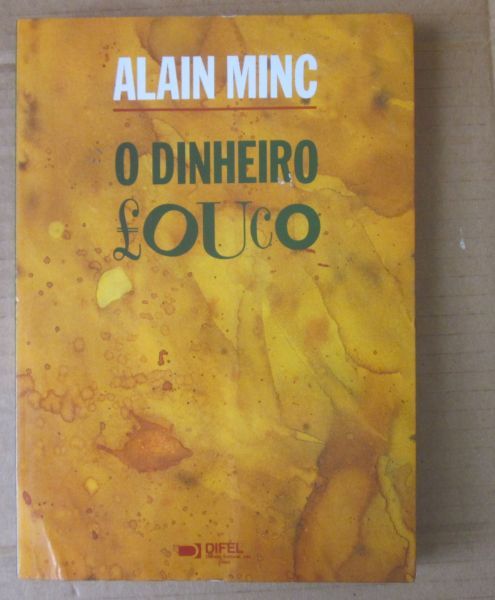 ALAIN MINC
O DINHEIRO
£OUCO
DIFEL